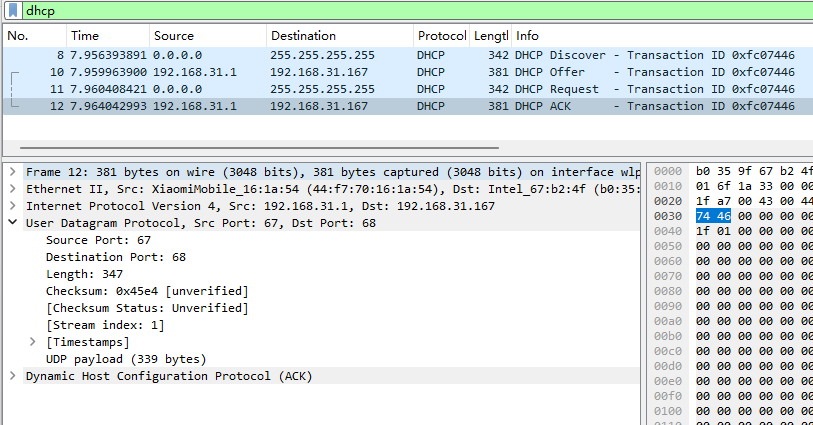 dhcp
No. Time Source Destination Protocol Lengtl Info
8 7.956393891 0.0.0.0 255.255.255.255 DHCP 342 DHCP Discover - Transaction ID 0xfc07446
10 7.959963900 192.168.31.1 192.168.31.167 DHCP 381 DHCP Offer - Transaction ID 0xfc07446
11 7.960408421 0.0.0.0 255.255.255.255 DHCP 342 DHCP Request - Transaction ID 0xfc07446
12 7.964042993 192.168.31.1 192.168.31.167 DHCP 381 DHCP ACK - Transaction ID 0xfc07446
Frame 12: 381 bytes on wire (3048 bits), 381 bytes captured (3048 bits) on interface wlp
Ethernet II, Src: XiaomiMobile_16:1a:54 (44:f7:70:16:1a:54), Dst: Intel_67:b2:4f (b0:35:
Internet Protocol Version 4, Src: 192.168.31.1, Dst: 192.168.31.167
User Datagram Protocol, Src Port: 67, Dst Port: 68
Source Port: 67
Destination Port: 68
Length: 347
Checksum: 0x45e4 [unverified]
[Checksum Status: Unverified]
[Stream index: 1]
[Timestamps]
UDP payload (339 bytes)
Dynamic Host Configuration Protocol (ACK)
0000 b0 35 9f 67 b2 4f
0010 01 6f 1a 33 00 00
0020 1f a7 00 43 00 44
0030 74 46 00 00 00 00
0040 1f 01 00 00 00 00
0050 00 00 00 00 00 00
0060 00 00 00 00 00 00
0070 00 00 00 00 00 00
0080 00 00 00 00 00 00
0090 00 00 00 00 00 00
00a0 00 00 00 00 00 00
00b0 00 00 00 00 00 00
00c0 00 00 00 00 00 00
00d0 00 00 00 00 00 00
00e0 00 00 00 00 00 00
00f0 00 00 00 00 00 00
0100 00 00 00 00 00 00